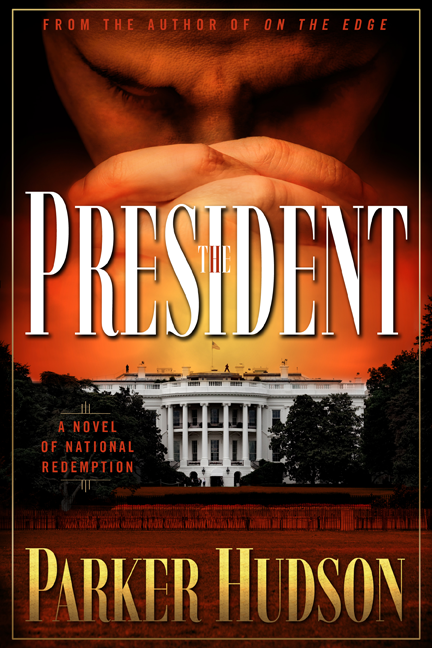 FROM THE AUTHOR OF ON THE EDGE
THE
PRESIDENT
A NOVEL
OF NATIONAL
REDEMPTION
PARKER HUDSON